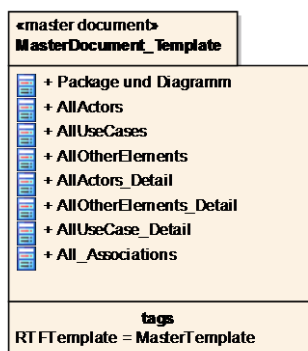 «master document»
MasterDocument_Template
+ Package und Diagramm
+ AllActors
+ AllUseCases
+ AllOtherElements
+ AllActors_Detail
+ AllOtherElements_Detail
+ AllUseCase_Detail
+ All_Associations
tags
RTFTemplate = MasterTemplate